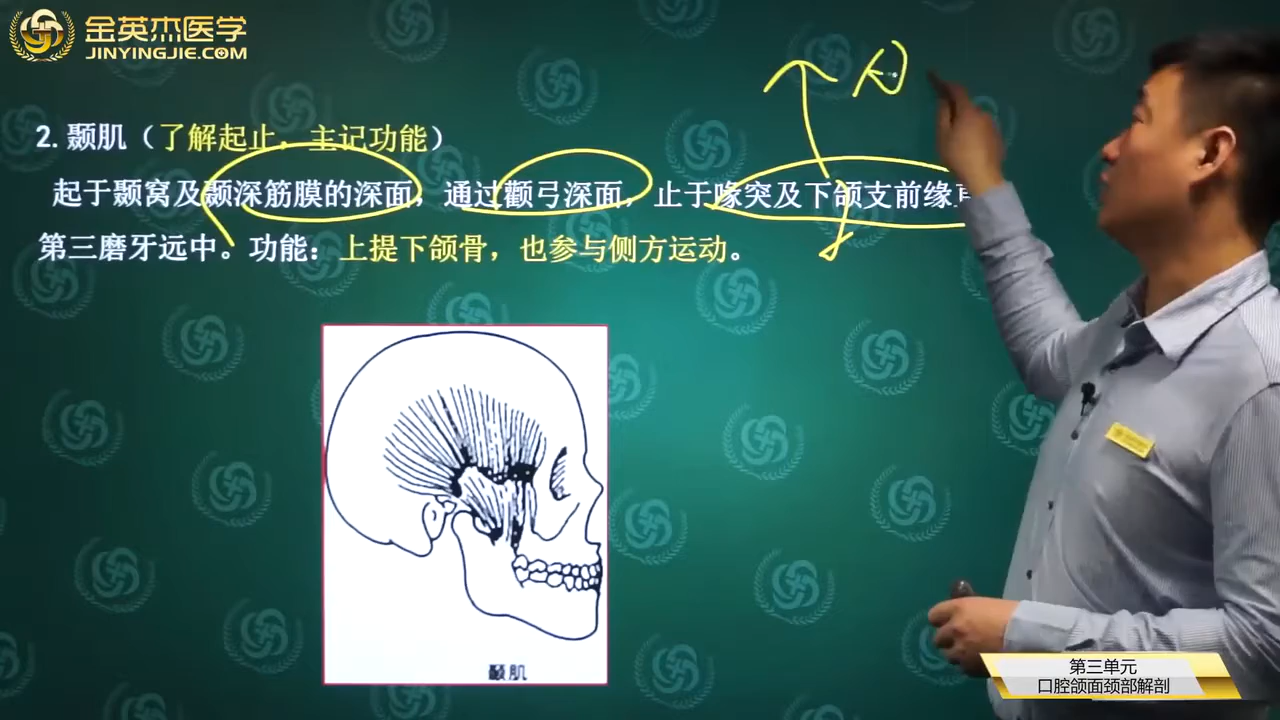 金英杰医学
JINYINGJIE.COM
2. 颞肌（了解起止，主记功能）
起于颞窝及颞深筋膜的深面，通过颧弓深面，止于喙突及下颌支前缘直
第三磨牙远中。功能：上提下颌骨，也参与侧方运动。
颞肌
第三单元
口腔颌面颈部解剖